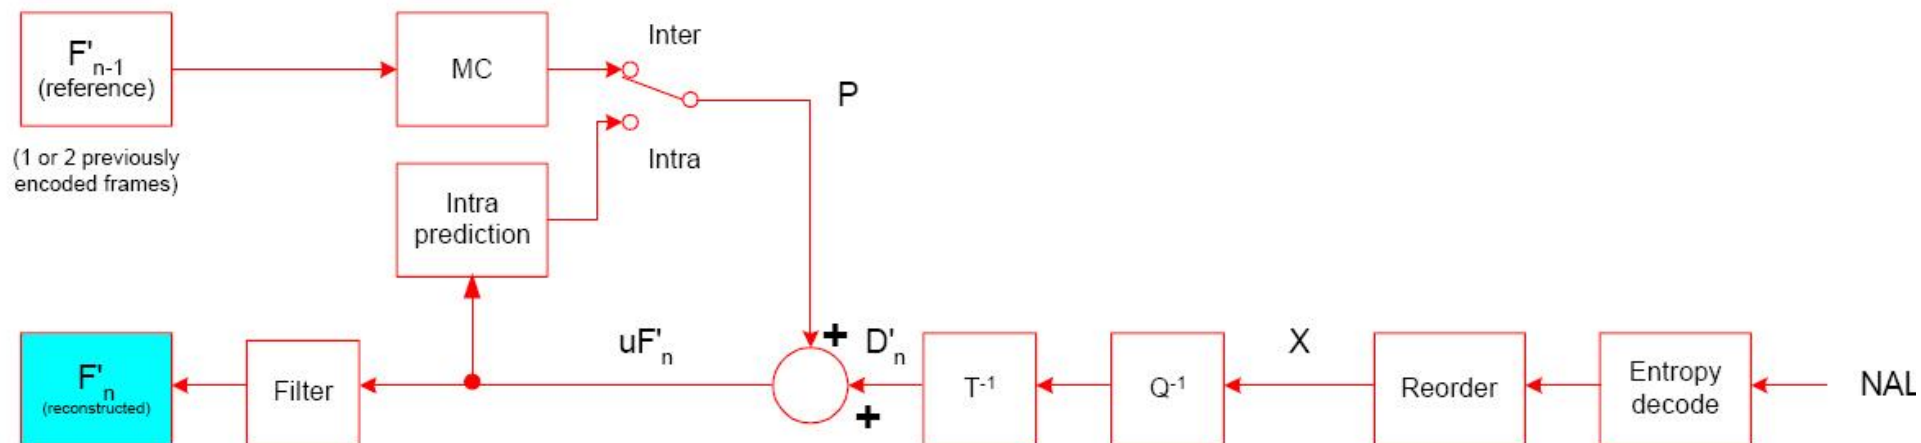 F'n-1
(reference)
(1 or 2 previously
encoded frames)
MC
Inter
P
Intra
Intra
prediction
F'n
(reconstructed)
Filter
uF'n
+
D'n
+
T-1
Q-1
X
Reorder
Entropy
decode
NAL